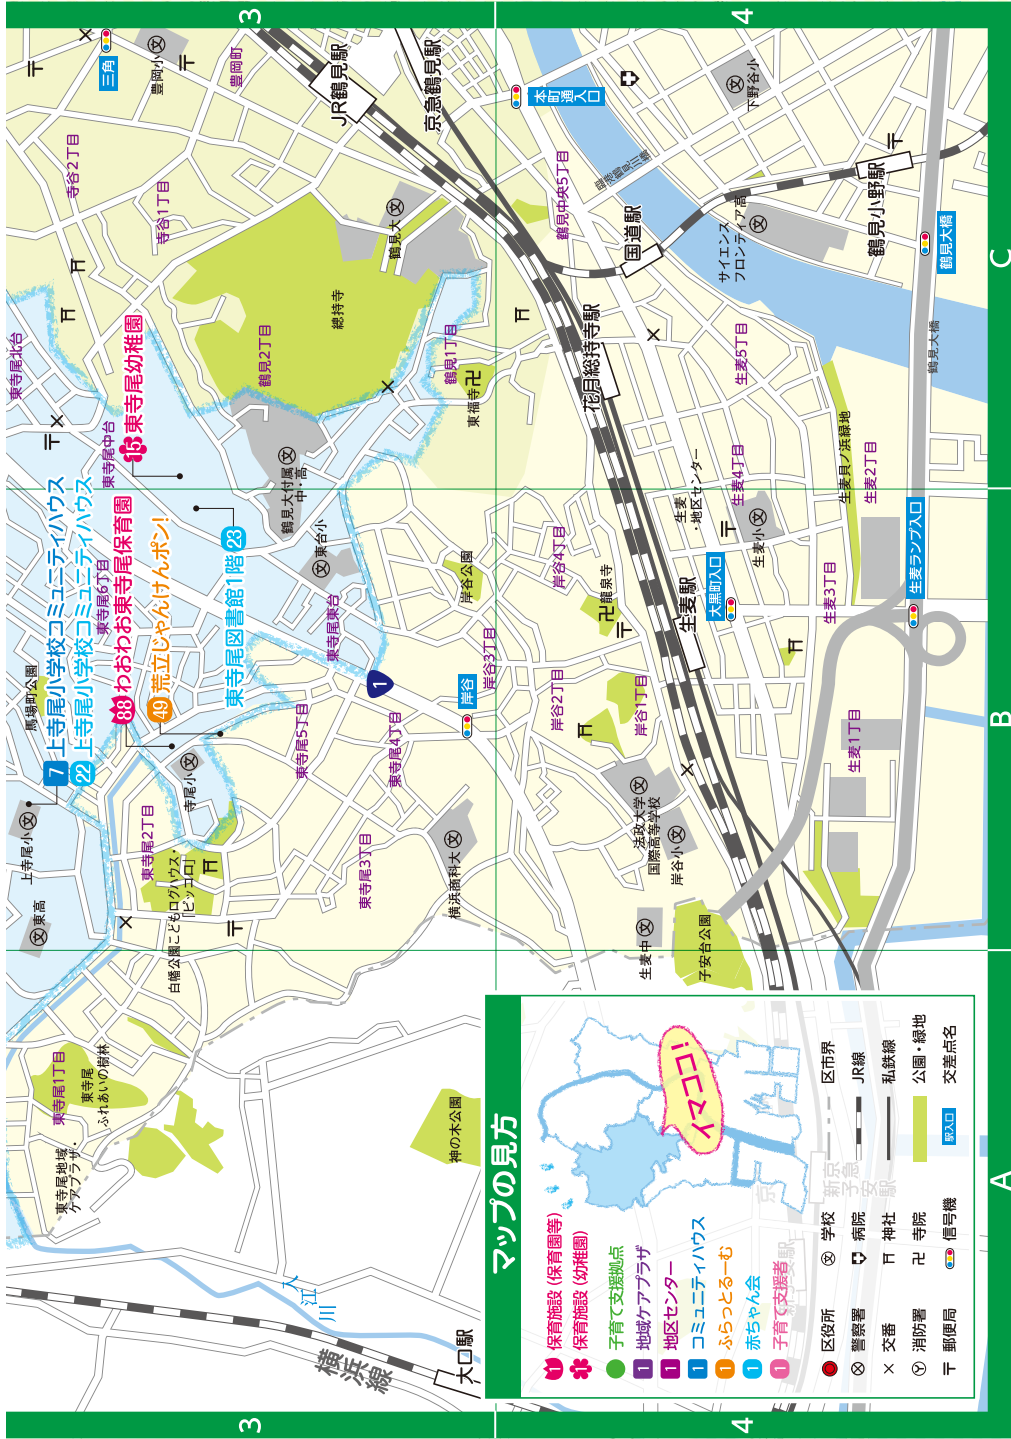 3
4
3
4
A
B
C
三角
豊岡小
豊岡町
JR鶴見駅
京急鶴見駅
本町通入口
下野谷小
寺谷2丁目
寺谷1丁目
鶴見大
鶴見中央5丁目
臨港鶴見川橋
国道駅
サイエンス
フロンティア高
鶴見小野駅
鶴見大橋
鶴見大橋
總持寺
鶴見2丁目
鶴見1丁目
東福寺
花月総持寺駅
生麦5丁目
東寺尾北台
東寺尾中台
15 東寺尾幼稚園
鶴見大付属
中・高
生麦
・地区センター
生麦4丁目
生麦貝ノ浜緑地
生麦2丁目
7 上寺尾小学校コミュニティハウス
22 上寺尾小学校コミュニティハウス
東寺尾6丁目
88 わおわお東寺尾保育園
49 荒立じゃんけんポン!
東寺尾図書館1階 23
東台小
東寺尾東台
岸谷公園
岸谷4丁目
龍泉寺
生麦駅
大黒町入口
生麦小
生麦3丁目
生麦ランプ入口
馬場町公園
上寺尾小
東高
寺尾小
東寺尾2丁目
東寺尾5丁目
東寺尾4丁目
東寺尾3丁目
1
岸谷
岸谷3丁目
岸谷2丁目
岸谷1丁目
生麦1丁目
法政大学
国際高等学校
岸谷小
横浜商科大
白幡公園こどもログハウス・
「ピッコロ」
生麦中
子安台公園
東寺尾1丁目
東寺尾
ふれあいの樹林
東寺尾地域・
ケアプラザ
神の木公園
入江川
横浜線
大口駅
マップの見方
1 保育施設(保育園等)
1 保育施設(幼稚園)
子育て支援拠点
1 地域ケアプラザ
1 地区センター
1 コミュニティハウス
1 ふらっとるーむ
1 赤ちゃん会
1 子育て支援者
イマココ!
区役所
警察署
交番
消防署
郵便局
学校
病院
神社
寺院
信号機
区市界
JR線
私鉄線
公園・緑地
駅入口 交差点名